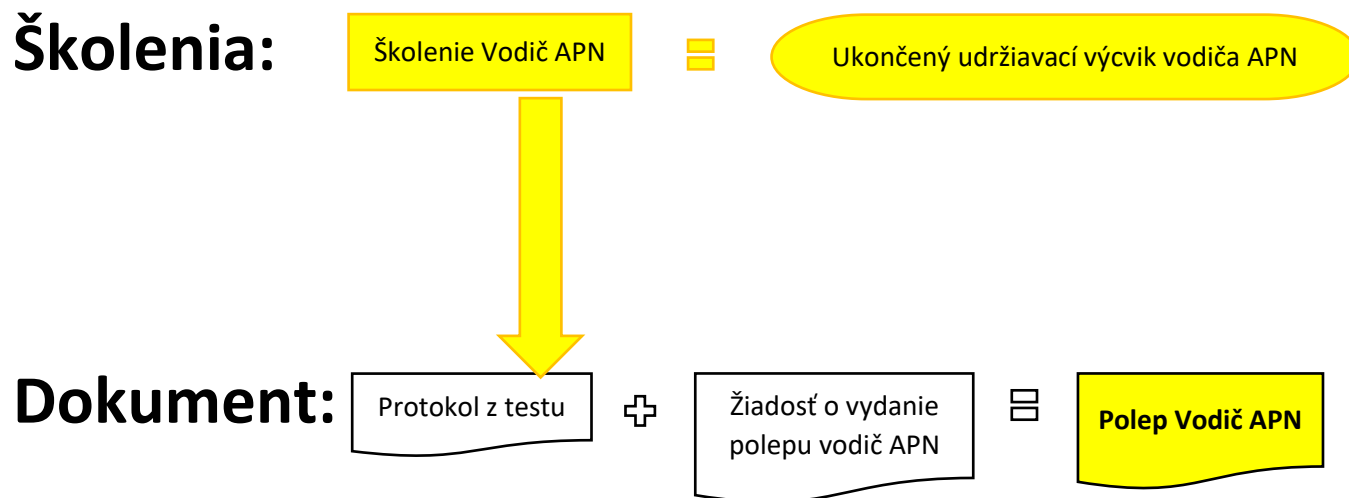 Školenia:
Školenie Vodič APN
Ukončený udržiavací výcvik vodiča APN
Dokument:
Protokol z testu
Žiadosť o vydanie
polepu vodič APN
Polep Vodič APN